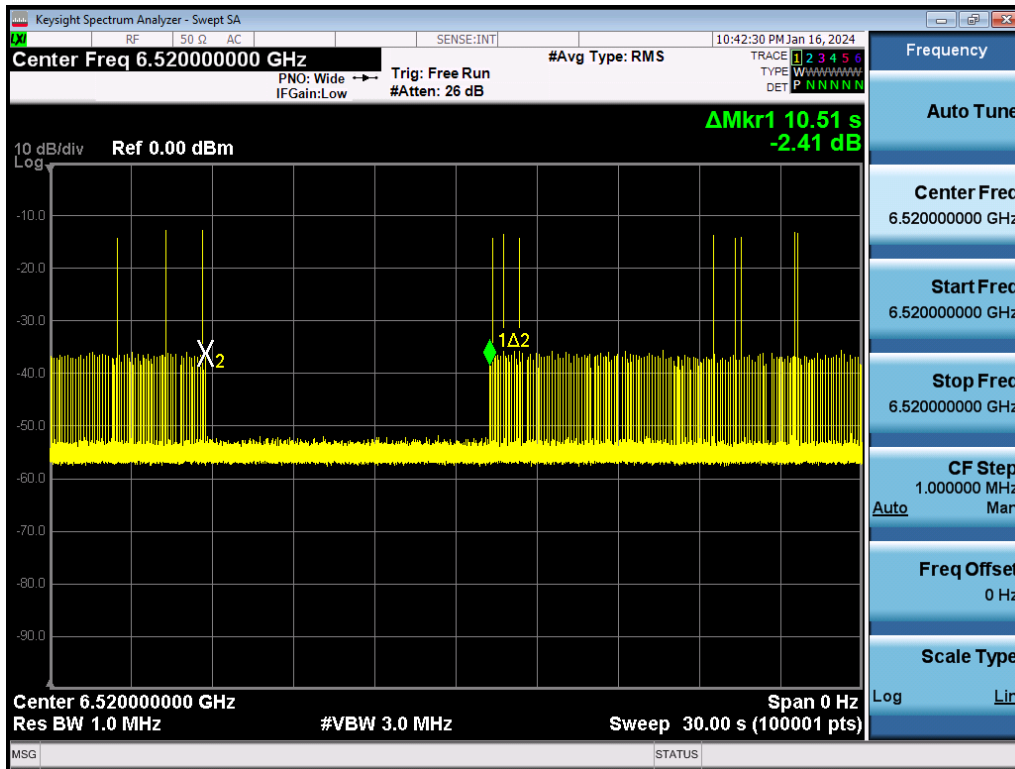 Keysight Spectrum Analyzer - Swept SA
LXI RF 50 Ω AC SENSE:INT 10:42:30 PM Jan 16, 2024
Center Freq 6.520000000 GHz
PNO: Wide
IFGain:Low
Trig: Free Run
#Atten: 26 dB
#Avg Type: RMS
TRACE 1 2 3 4 5 6
TYPE WWWWWW
DET P N N N N N
ΔMkr1 10.51 s
-2.41 dB
10 dB/div Ref 0.00 dBm
Log
-10.0
-20.0
-30.0
-40.0
-50.0
-60.0
-70.0
-80.0
-90.0
2
1Δ2
Center 6.520000000 GHz Span 0 Hz
Res BW 1.0 MHz #VBW 3.0 MHz Sweep 30.00 s (100001 pts)
MSG STATUS
Frequency
Auto Tune
Center Freq
6.520000000 GHz
Start Freq
6.520000000 GHz
Stop Freq
6.520000000 GHz
CF Step
1.000000 MHz
Auto Man
Freq Offset
0 Hz
Scale Type
Log Lin